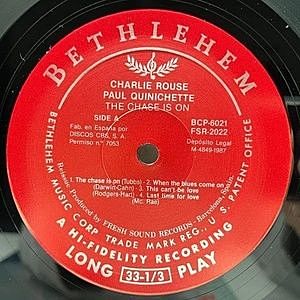 BETHLEHEM
CHARLIE ROUSE
PAUL QUINICHETTE
THE CHASE IS ON
SIDE A
Fab. en España por
DISCOS CBS, S. A.
Permiso n.º 7053
BCP-6021
FSR-2022
Depósito Legal
M-4849-1987
1. The chase is on (Tubbs) 2. When the blues come on
(Darwin-Cann) 3. This can't be love
(Rodgers-Hart) 4. Last time for love
(Mc. Rae)
Reissue Produced by FRESH SOUND RECORDS - Barcelona, Spain.
BETHLEHEM MUSIC CORP TRADE MARK REG., U. S. PATENT OFFICE
A HI-FIDELITY RECORDING
LONG 33-1/3 PLAY